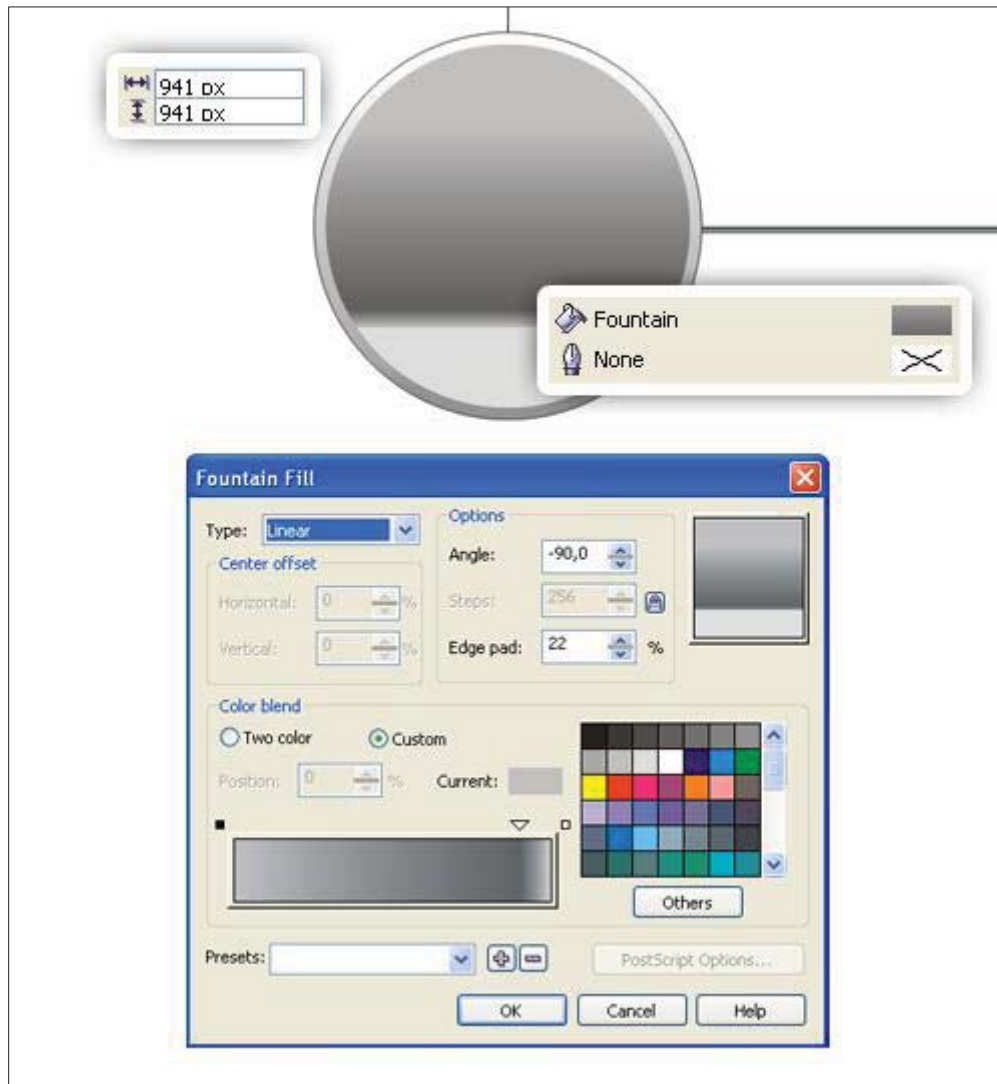 941 px
941 px
Fountain
None
Fountain Fill
Type: Linear
Options
Angle: -90,0
Center offset
Horizontal: 0 %
Steps: 256
Vertical: 0 %
Edge pad: 22 %
Color blend
Two color Custom
Position: 0 % Current:
Others
Presets:
PostScript Options...
OK Cancel Help